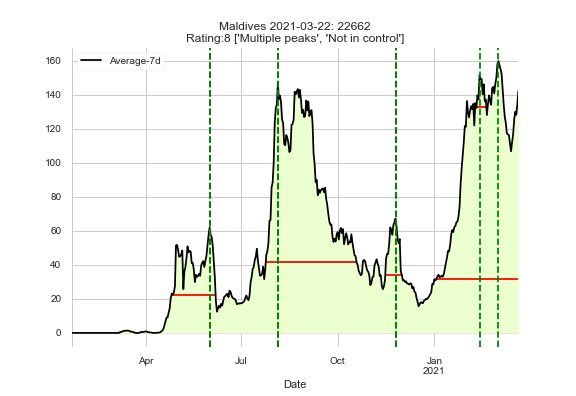 Maldives 2021-03-22: 22662
Rating:8 ['Multiple peaks', 'Not in control']
Average-7d
160
140
120
100
80
60
40
20
0
Apr
Jul
Oct
Jan
2021
Date